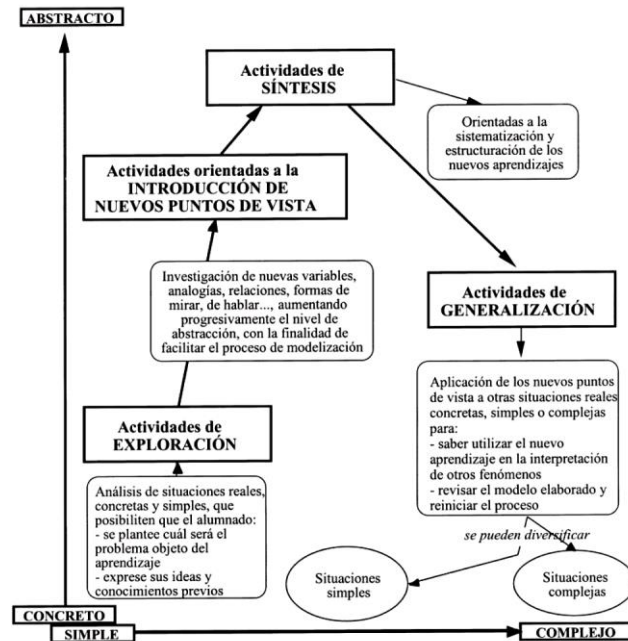 ABSTRACTO
Actividades de
SÍNTESIS
Orientadas a la
sistematización y
estructuración de los
nuevos aprendizajes
Actividades orientadas a la
INTRODUCCIÓN DE
NUEVOS PUNTOS DE VISTA
Investigación de nuevas variables,
analogías, relaciones, formas de
mirar, de hablar..., aumentando
progresivamente el nivel de
abstracción, con la finalidad de
facilitar el proceso de modelización
Actividades de
GENERALIZACIÓN
Aplicación de los nuevos puntos
de vista a otras situaciones reales
concretas, simples o complejas
para:
- saber utilizar el nuevo
aprendizaje en la interpretación
de otros fenómenos
- revisar el modelo elaborado y
reiniciar el proceso
Actividades de
EXPLORACIÓN
Análisis de situaciones reales,
concretas y simples, que
posibiliten que el alumnado:
- se plantee cuál será el
problema objeto del
aprendizaje
- exprese sus ideas y
conocimientos previos
se pueden diversificar
Situaciones
simples
Situaciones
complejas
CONCRETO
SIMPLE
COMPLEJO